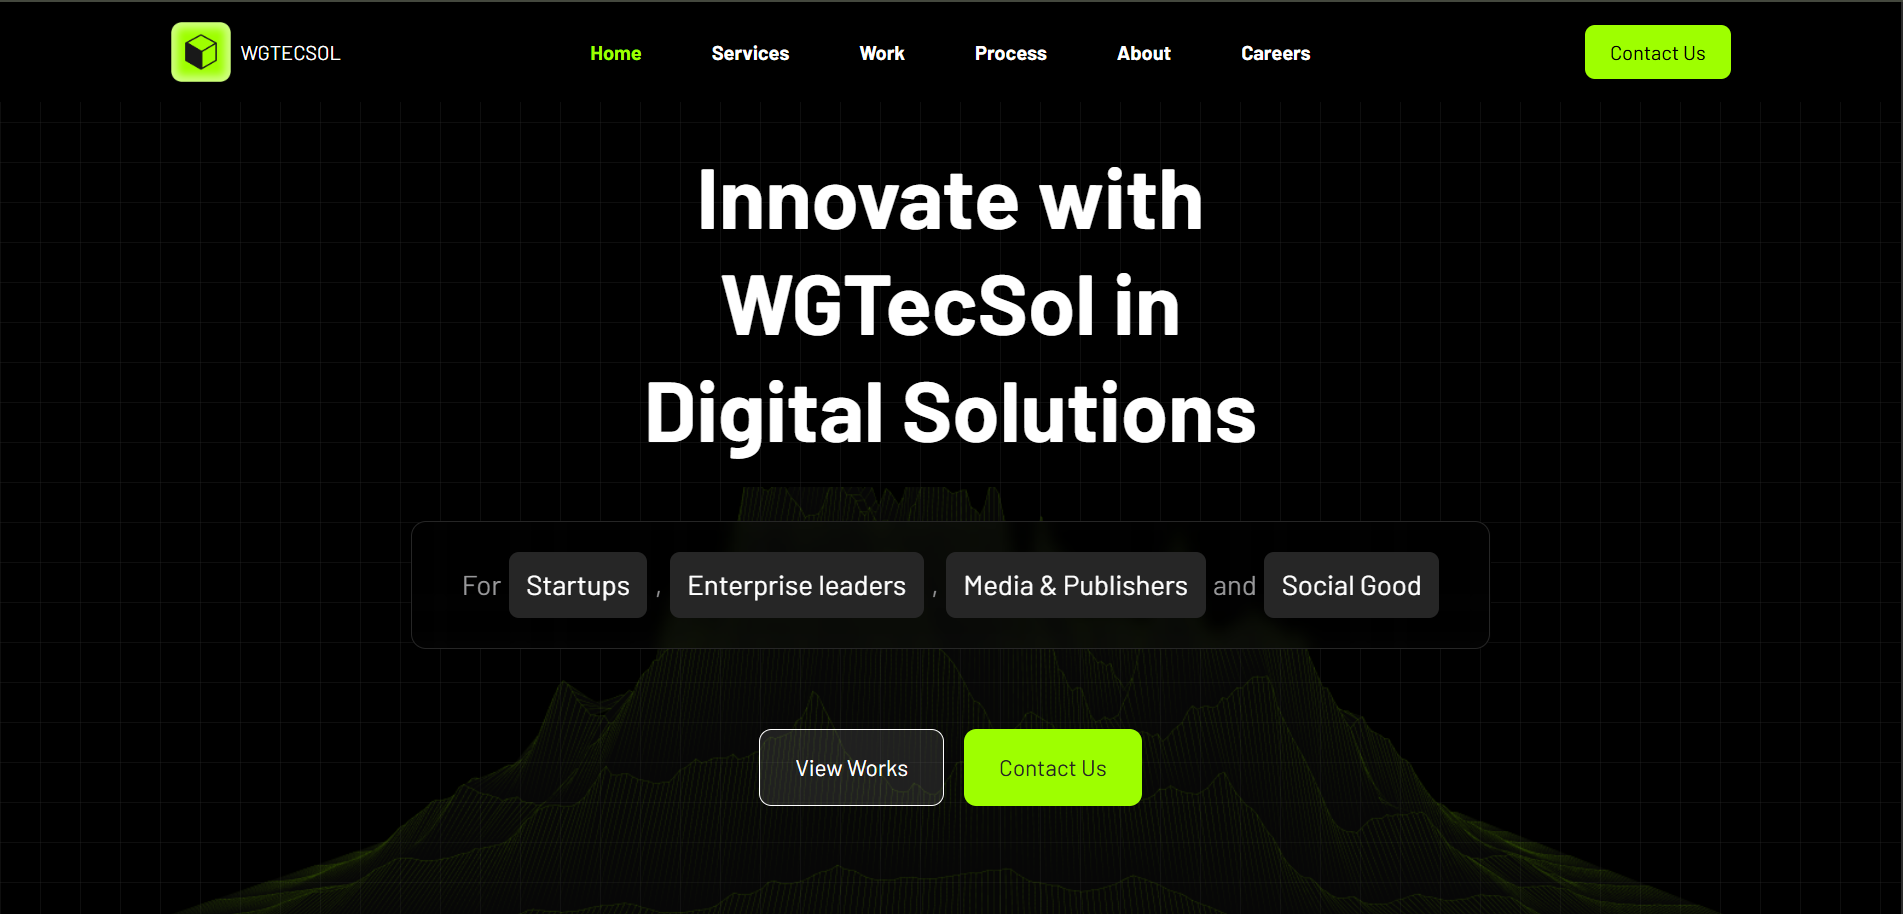 WGTECSOL
Home Services Work Process About Careers
Contact Us
Innovate with
WGTecSol in
Digital Solutions
For Startups , Enterprise leaders , Media & Publishers and Social Good
View Works Contact Us